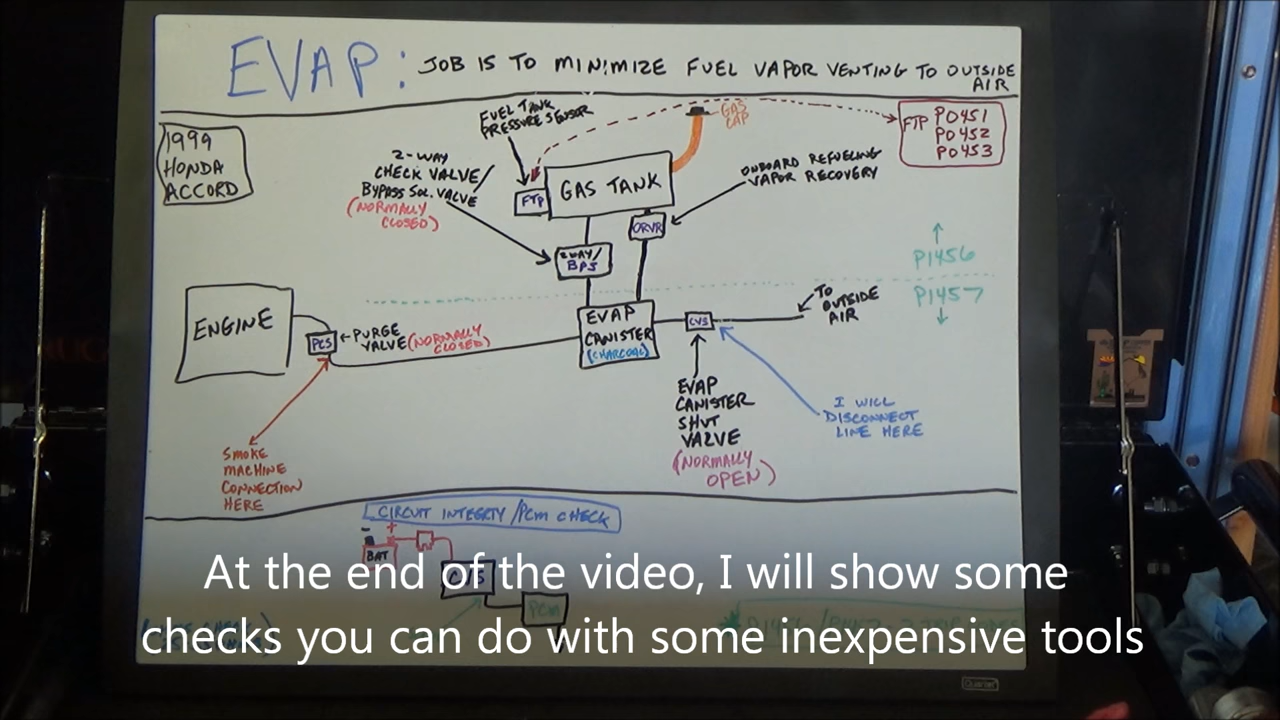 EVAP: JOB IS TO MINIMIZE FUEL VAPOR VENTING TO OUTSIDE
AIR
1999
HONDA
ACCORD
FUEL TANK
PRESSURE SENSOR
GAS
CAP
FTP P0451
P0452
P0453
2-WAY
CHECK VALVE/
BYPASS SOL. VALVE
(NORMALLY
CLOSED)
FTP
GAS TANK
ONBOARD REFUELING
VAPOR RECOVERY
ORVR
2WAY/
BPS
P1456
P1457
ENGINE
PCS
PURGE
VALVE (NORMALLY
CLOSED)
EVAP
CANISTER
(CHARCOAL)
CVS
TO
OUTSIDE
AIR
EVAP
CANISTER
SHUT
VALVE
(NORMALLY
OPEN)
I WILL
DISCONNECT
LINE HERE
SMOKE
MACHINE
CONNECTION
HERE
CIRCUIT INTEGRTY/PCM CHECK
- +
BAT
CVS
PCM
At the end of the video, I will show some
checks you can do with some inexpensive tools
Quartet